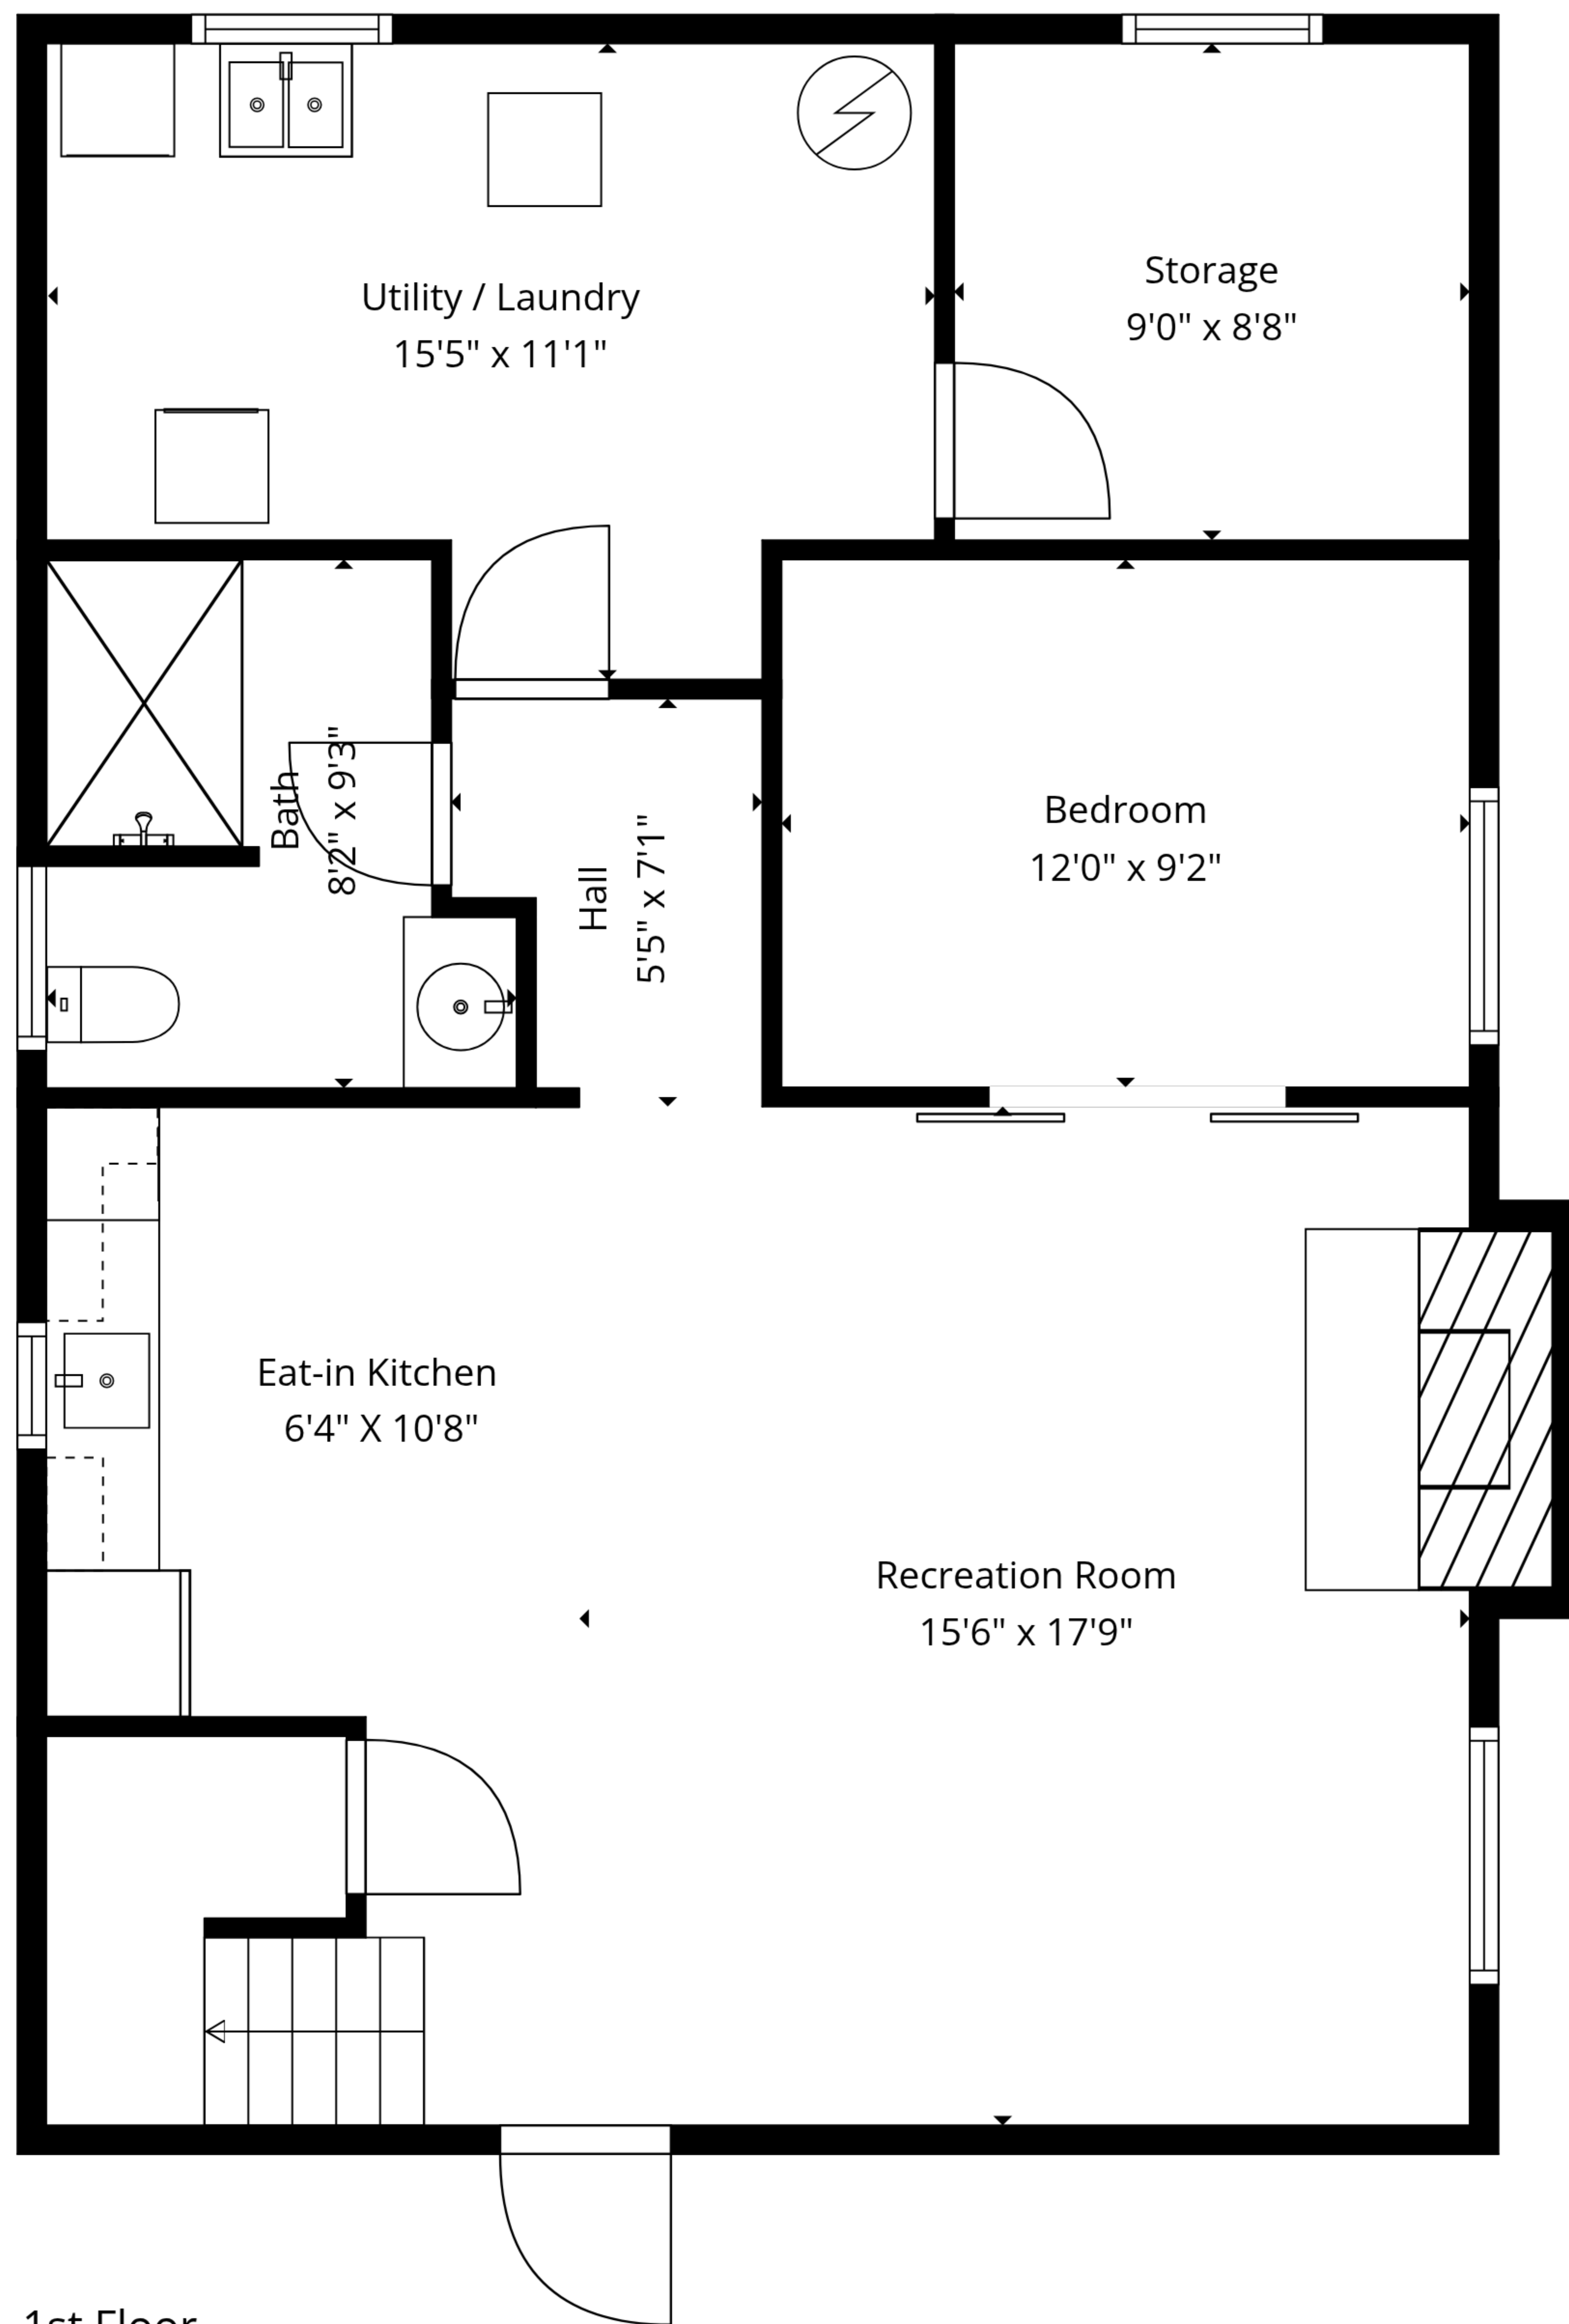 Utility / Laundry
15'5" x 11'1"
Storage
9'0" x 8'8"
Bath
8'2" x 9'3"
Hall
5'5" x 7'1"
Bedroom
12'0" x 9'2"
Eat-in Kitchen
6'4" X 10'8"
Recreation Room
15'6" x 17'9"
1st Floor